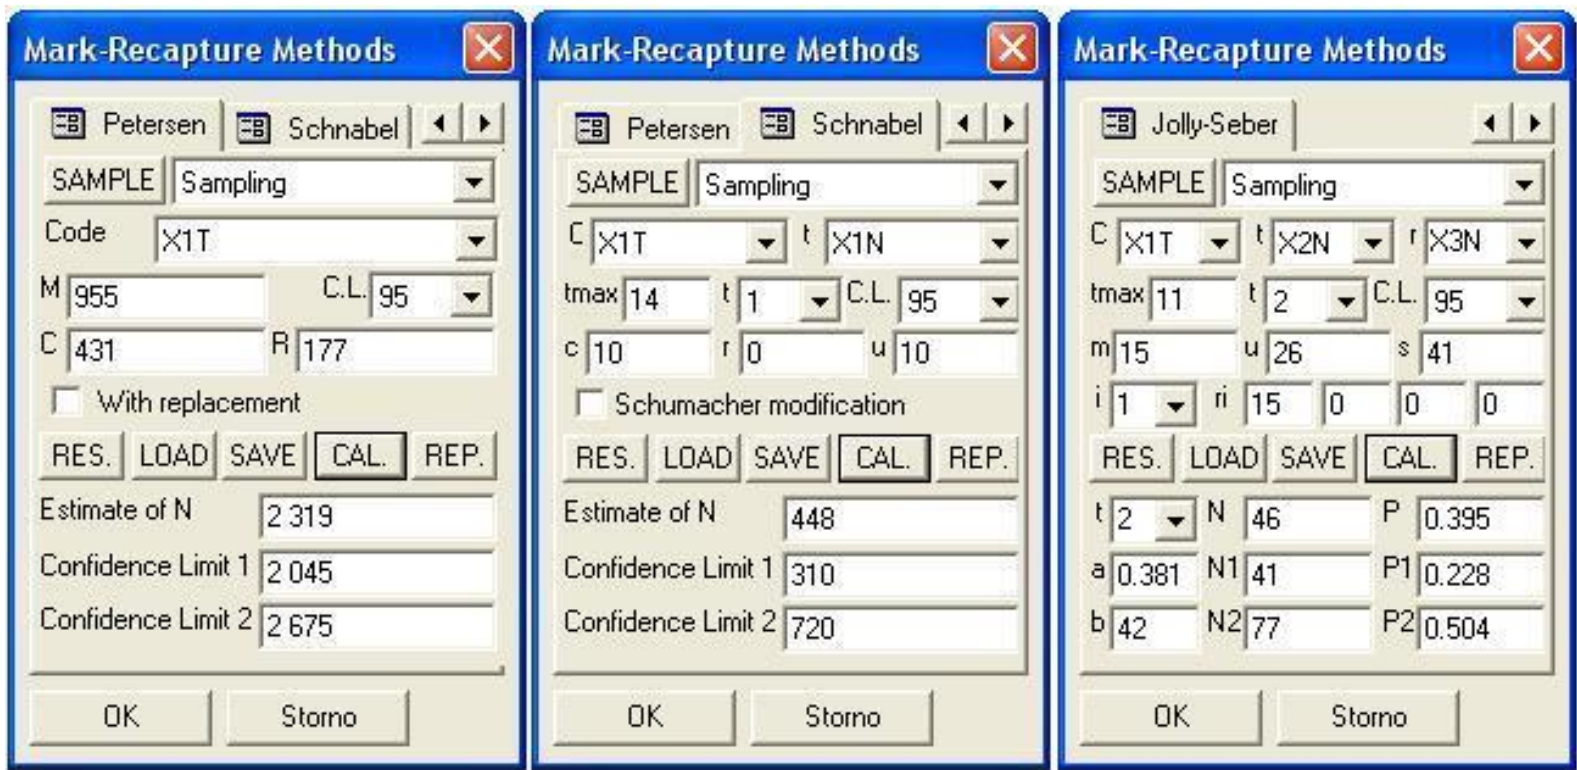 Mark-Recapture Methods
Petersen Schnabel
SAMPLE Sampling
Code X1T
M 955 C.L. 95
C 431 R 177
With replacement
RES. LOAD SAVE CAL. REP.
Estimate of N 2 319
Confidence Limit 1 2 045
Confidence Limit 2 2 675
OK Storno
Mark-Recapture Methods
Petersen Schnabel
SAMPLE Sampling
C X1T t X1N
tmax 14 t 1 C.L. 95
c 10 r 0 u 10
Schumacher modification
RES. LOAD SAVE CAL. REP.
Estimate of N 448
Confidence Limit 1 310
Confidence Limit 2 720
OK Storno
Mark-Recapture Methods
Jolly-Seber
SAMPLE Sampling
C X1T t X2N r X3N
tmax 11 t 2 C.L. 95
m 15 u 26 s 41
i 1 ri 15 0 0 0
RES. LOAD SAVE CAL. REP.
t 2 N 46 P 0.395
a 0.381 N1 41 P1 0.228
b 42 N2 77 P2 0.504
OK Storno